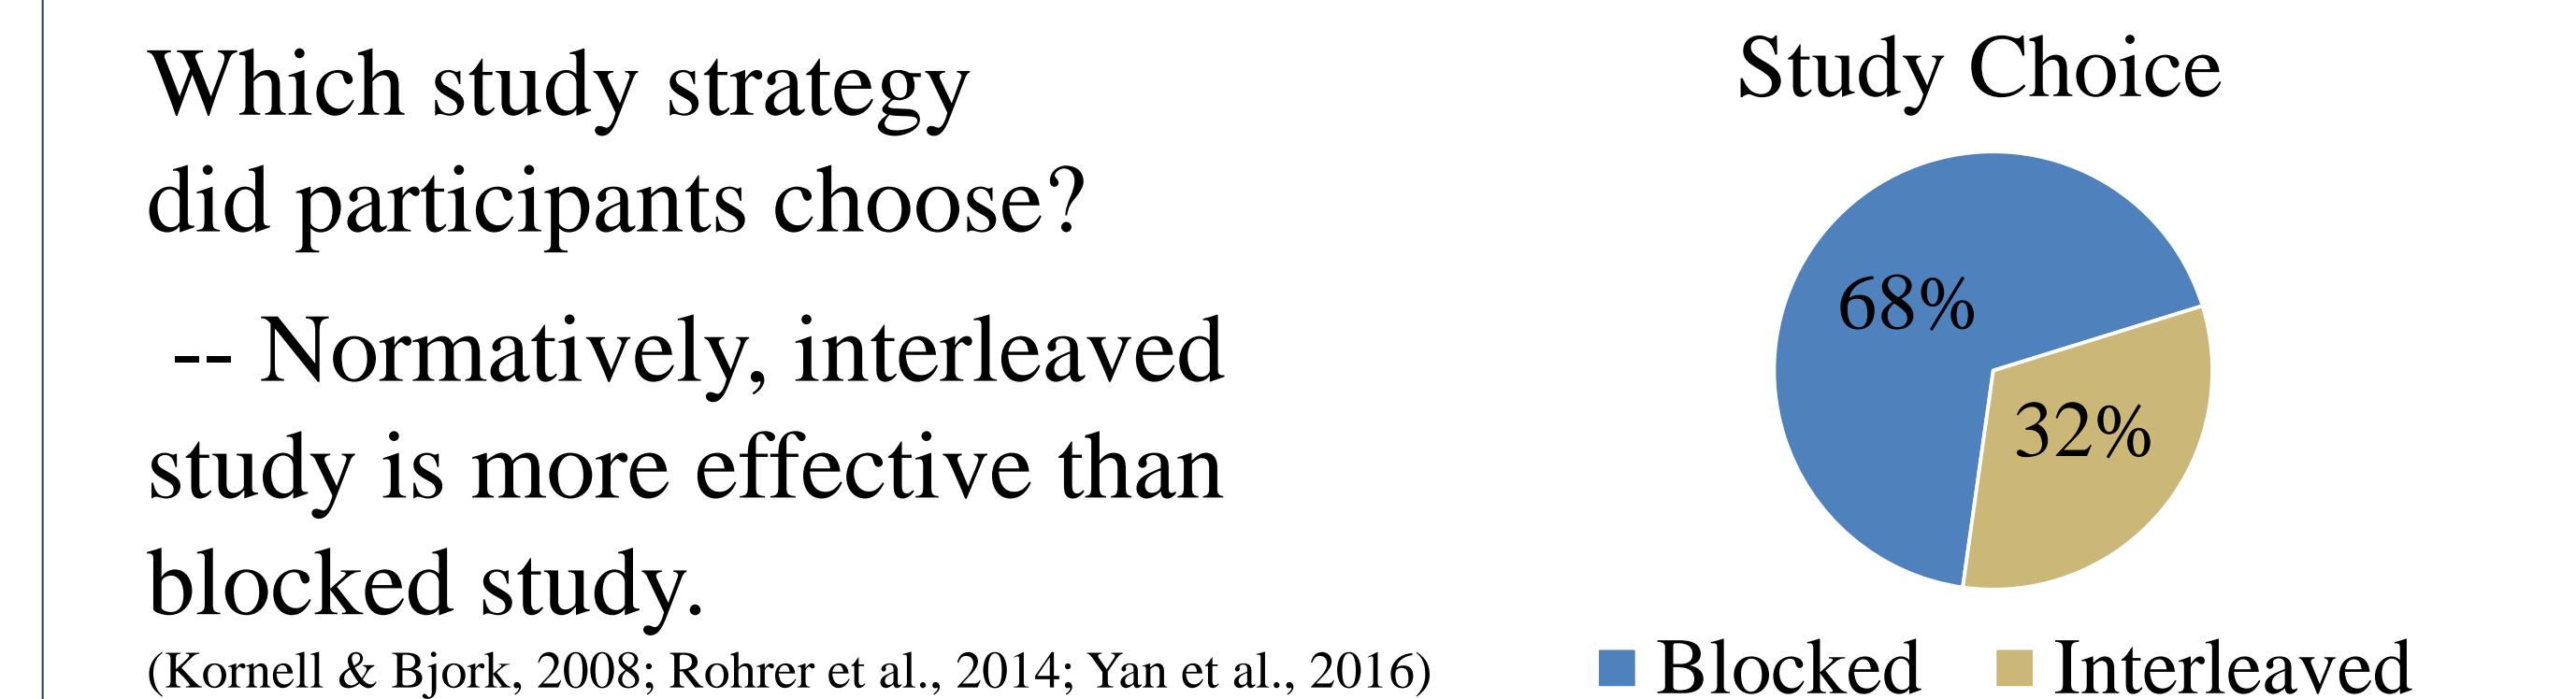 Which study strategy
did participants choose?
-- Normatively, interleaved
study is more effective than
blocked study.
(Kornell & Bjork, 2008; Rohrer et al., 2014; Yan et al., 2016)
Study Choice
68%
32%
Blocked Interleaved